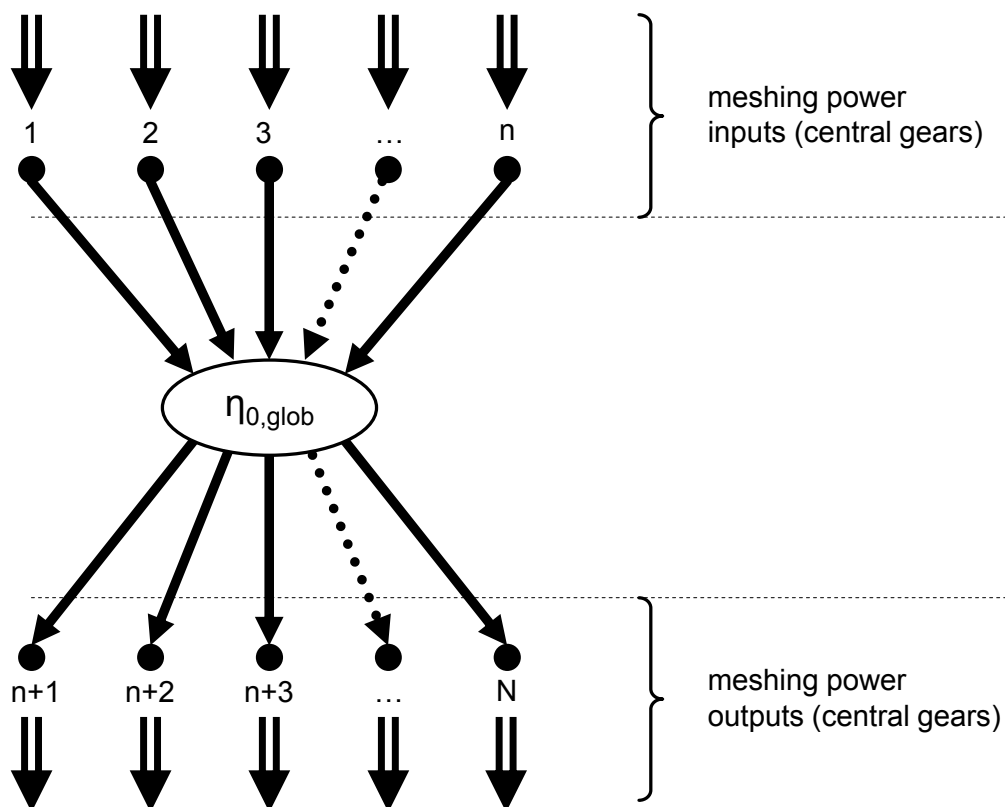 1 2 3 … n
meshing power
inputs (central gears)
η0,glob
n+1 n+2 n+3 … N
meshing power
outputs (central gears)